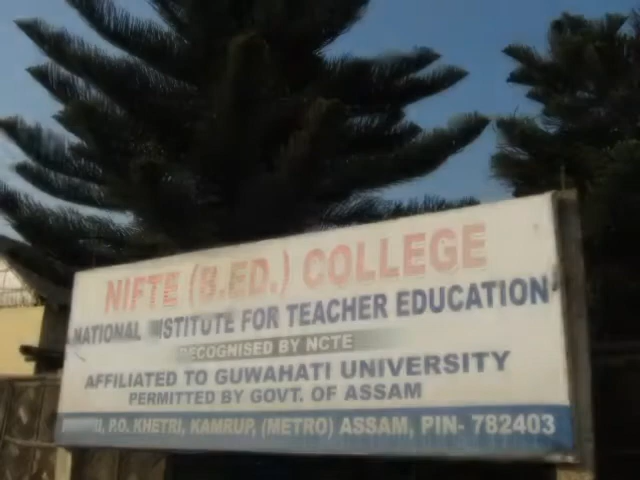 NIFTE (B.ED.) COLLEGE
NATIONAL INSTITUTE FOR TEACHER EDUCATION
RECOGNISED BY NCTE
AFFILIATED TO GUWAHATI UNIVERSITY
PERMITTED BY GOVT. OF ASSAM
P.O. KHETRI, KAMRUP, (METRO) ASSAM, PIN- 782403